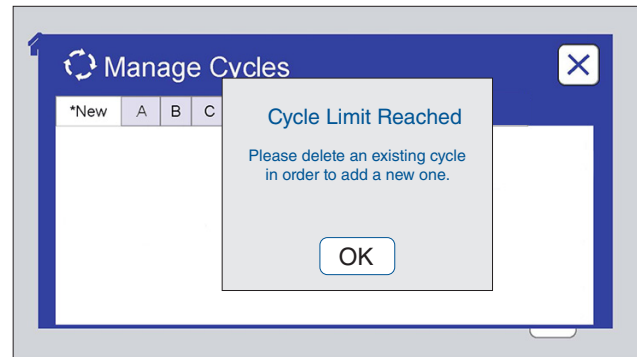 Manage Cycles
*New A B C
Cycle Limit Reached
Please delete an existing cycle
in order to add a new one.
OK